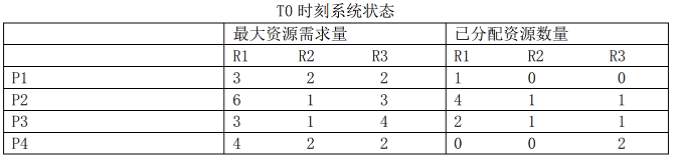 T0 时刻系统状态
最大资源需求量 已分配资源数量
R1 R2 R3 R1 R2 R3
P1 3 2 2 1 0 0
P2 6 1 3 4 1 1
P3 3 1 4 2 1 1
P4 4 2 2 0 0 2